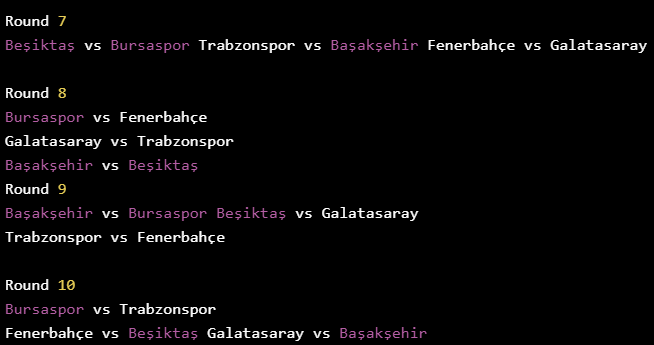 Round 7
Beşiktaş vs Bursaspor Trabzonspor vs Başakşehir Fenerbahçe vs Galatasaray
Round 8
Bursaspor vs Fenerbahçe
Galatasaray vs Trabzonspor
Başakşehir vs Beşiktaş
Round 9
Başakşehir vs Bursaspor Beşiktaş vs Galatasaray
Trabzonspor vs Fenerbahçe
Round 10
Bursaspor vs Trabzonspor
Fenerbahçe vs Beşiktaş Galatasaray vs Başakşehir